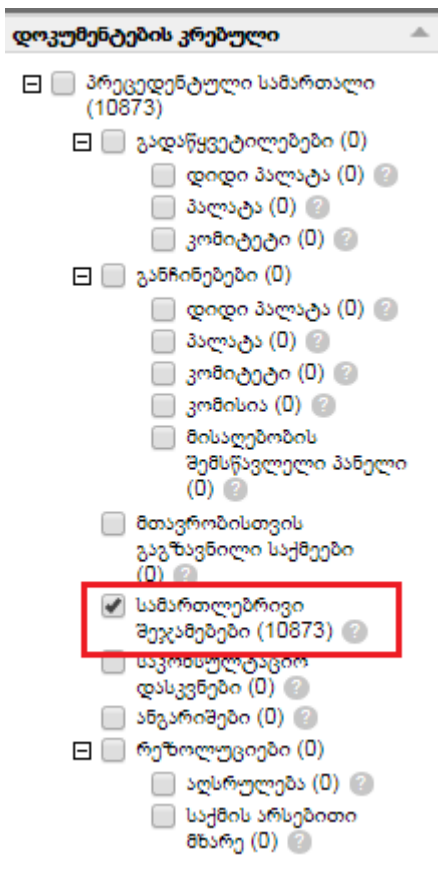 დოკუმენტების კრებული
პრეცედენტული სამართალი
(10873)
გადაწყვეტილებები (0)
დიდი პალატა (0) ?
პალატა (0) ?
კომიტეტი (0) ?
განჩინებები (0)
დიდი პალატა (0) ?
პალატა (0) ?
კომიტეტი (0) ?
კომისია (0) ?
მისაღებობის
შემსწავლელი პანელი
(0) ?
მთავრობისთვის
გაგზავნილი საქმეები
(0) ?
სამართლებრივი
შეჯამებები (10873) ?
საკონსულტაციო
დასკვნები (0) ?
ანგარიშები (0) ?
რეზოლუციები (0)
აღსრულება (0) ?
საქმის არსებითი
მხარე (0) ?